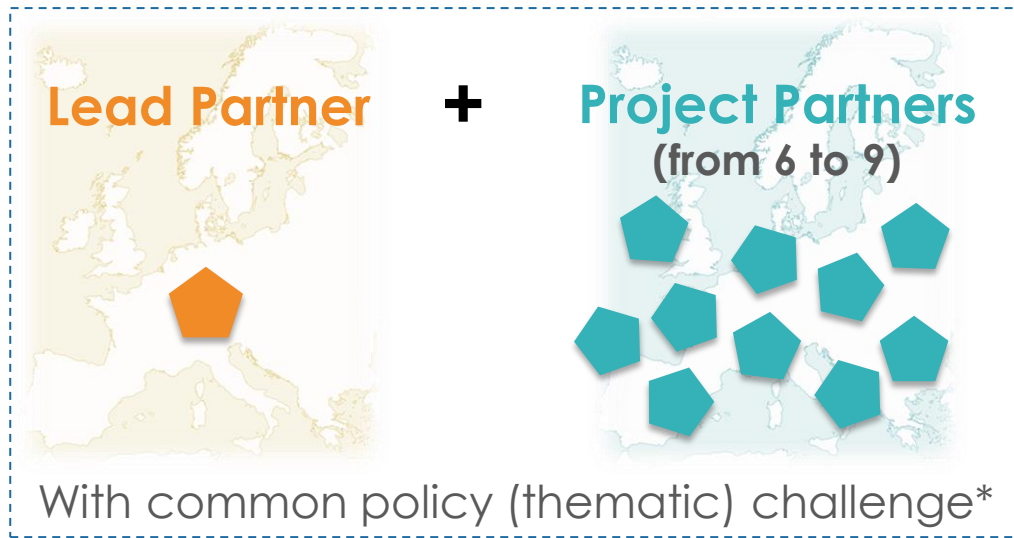 Lead Partner + Project Partners
(from 6 to 9)
With common policy (thematic) challenge*